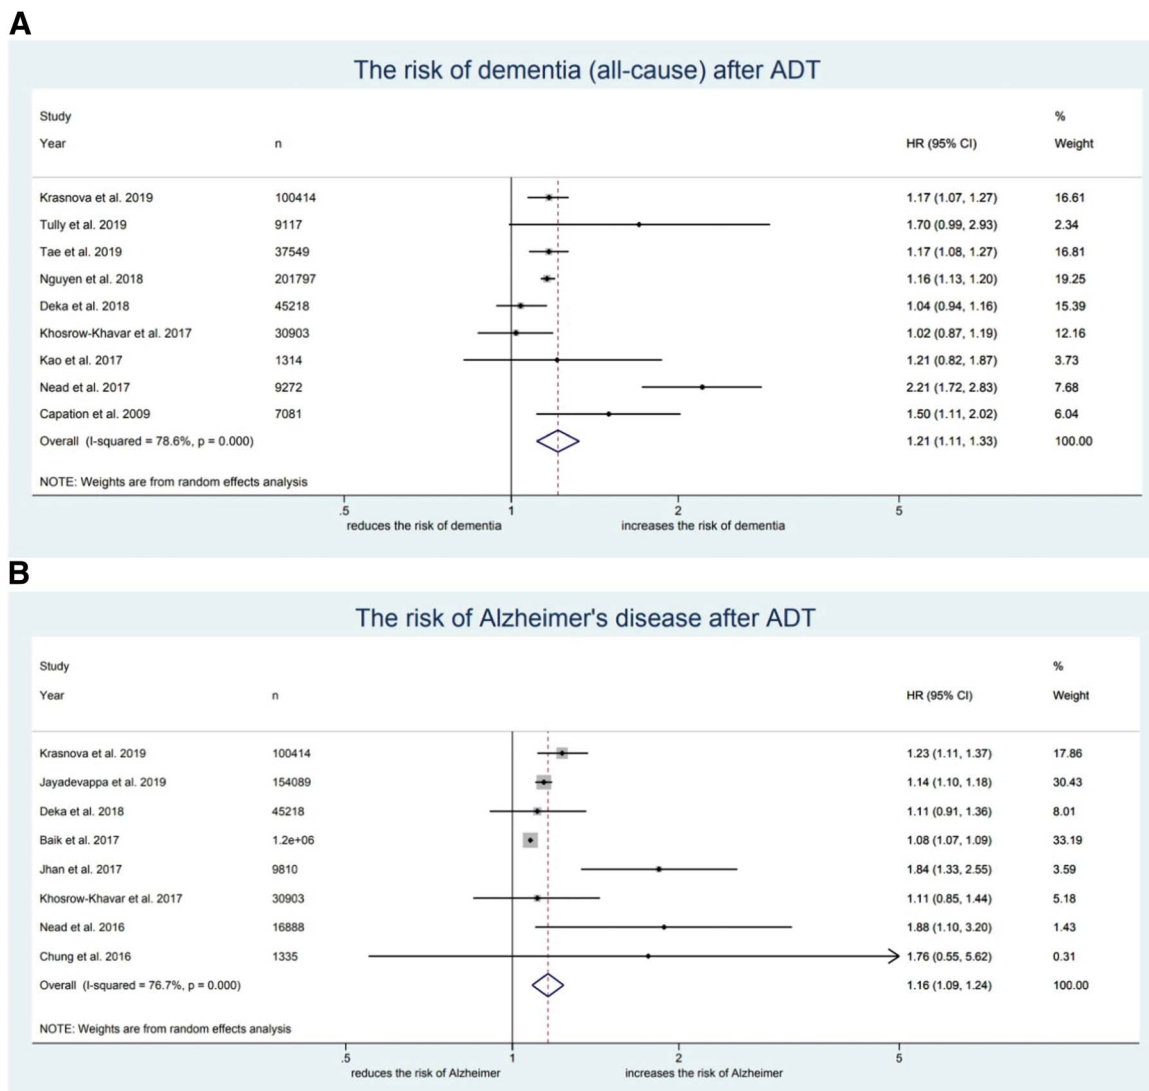 A
The risk of dementia (all-cause) after ADT
Study %
Year n HR (95% CI) Weight
Krasnova et al. 2019 100414 1.17 (1.07, 1.27) 16.61
Tully et al. 2019 9117 1.70 (0.99, 2.93) 2.34
Tae et al. 2019 37549 1.17 (1.08, 1.27) 16.81
Nguyen et al. 2018 201797 1.16 (1.13, 1.20) 19.25
Deka et al. 2018 45218 1.04 (0.94, 1.16) 15.39
Khosrow-Khavar et al. 2017 30903 1.02 (0.87, 1.19) 12.16
Kao et al. 2017 1314 1.21 (0.82, 1.87) 3.73
Nead et al. 2017 9272 2.21 (1.72, 2.83) 7.68
Capation et al. 2009 7081 1.50 (1.11, 2.02) 6.04
Overall (I-squared = 78.6%, p = 0.000) 1.21 (1.11, 1.33) 100.00
NOTE: Weights are from random effects analysis
.5 1 2 5
reduces the risk of dementia increases the risk of dementia
B
The risk of Alzheimer's disease after ADT
Study %
Year n HR (95% CI) Weight
Krasnova et al. 2019 100414 1.23 (1.11, 1.37) 17.86
Jayadevappa et al. 2019 154089 1.14 (1.10, 1.18) 30.43
Deka et al. 2018 45218 1.11 (0.91, 1.36) 8.01
Baik et al. 2017 1.2e+06 1.08 (1.07, 1.09) 33.19
Jhan et al. 2017 9810 1.84 (1.33, 2.55) 3.59
Khosrow-Khavar et al. 2017 30903 1.11 (0.85, 1.44) 5.18
Nead et al. 2016 16888 1.88 (1.10, 3.20) 1.43
Chung et al. 2016 1335 1.76 (0.55, 5.62) 0.31
Overall (I-squared = 76.7%, p = 0.000) 1.16 (1.09, 1.24) 100.00
NOTE: Weights are from random effects analysis
.5 1 2 5
reduces the risk of Alzheimer increases the risk of Alzheimer